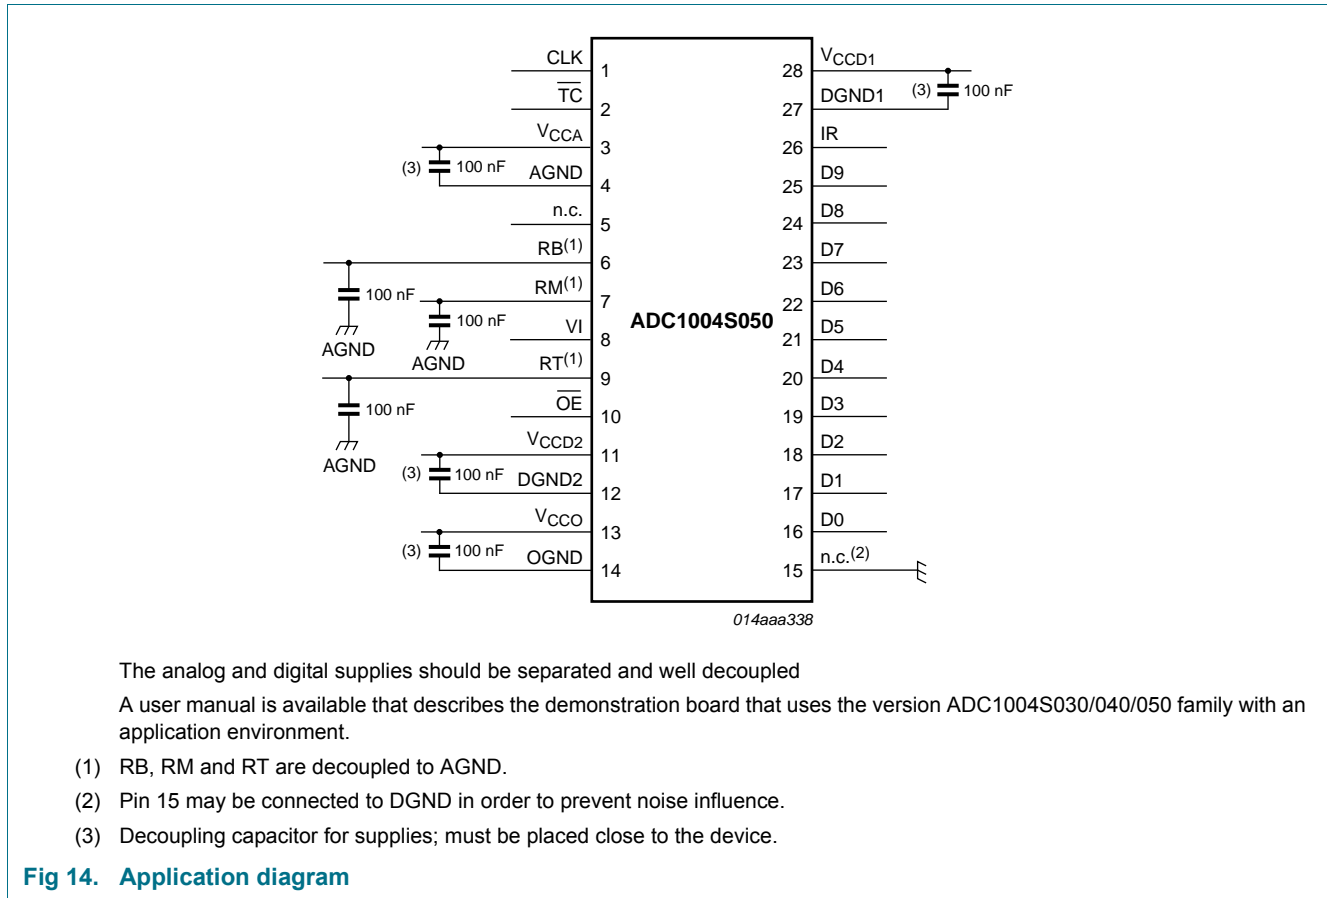 CLK 1 28 VCCD1
(3) 100 nF
TC 2 27 DGND1
VCCA 3 26 IR
(3) 100 nF AGND 4 25 D9
n.c. 5 24 D8
RB(1) 6 23 D7
100 nF
AGND
RM(1) 7 22 D6
100 nF
AGND
ADC1004S050
VI 8 21 D5
RT(1) 9 20 D4
100 nF
AGND
OE 10 19 D3
VCCD2 11 18 D2
(3) 100 nF DGND2 12 17 D1
VCCO 13 16 D0
(3) 100 nF OGND 14 15 n.c.(2)
014aaa338
The analog and digital supplies should be separated and well decoupled
A user manual is available that describes the demonstration board that uses the version ADC1004S030/040/050 family with an
application environment.
(1) RB, RM and RT are decoupled to AGND.
(2) Pin 15 may be connected to DGND in order to prevent noise influence.
(3) Decoupling capacitor for supplies; must be placed close to the device.
Fig 14. Application diagram